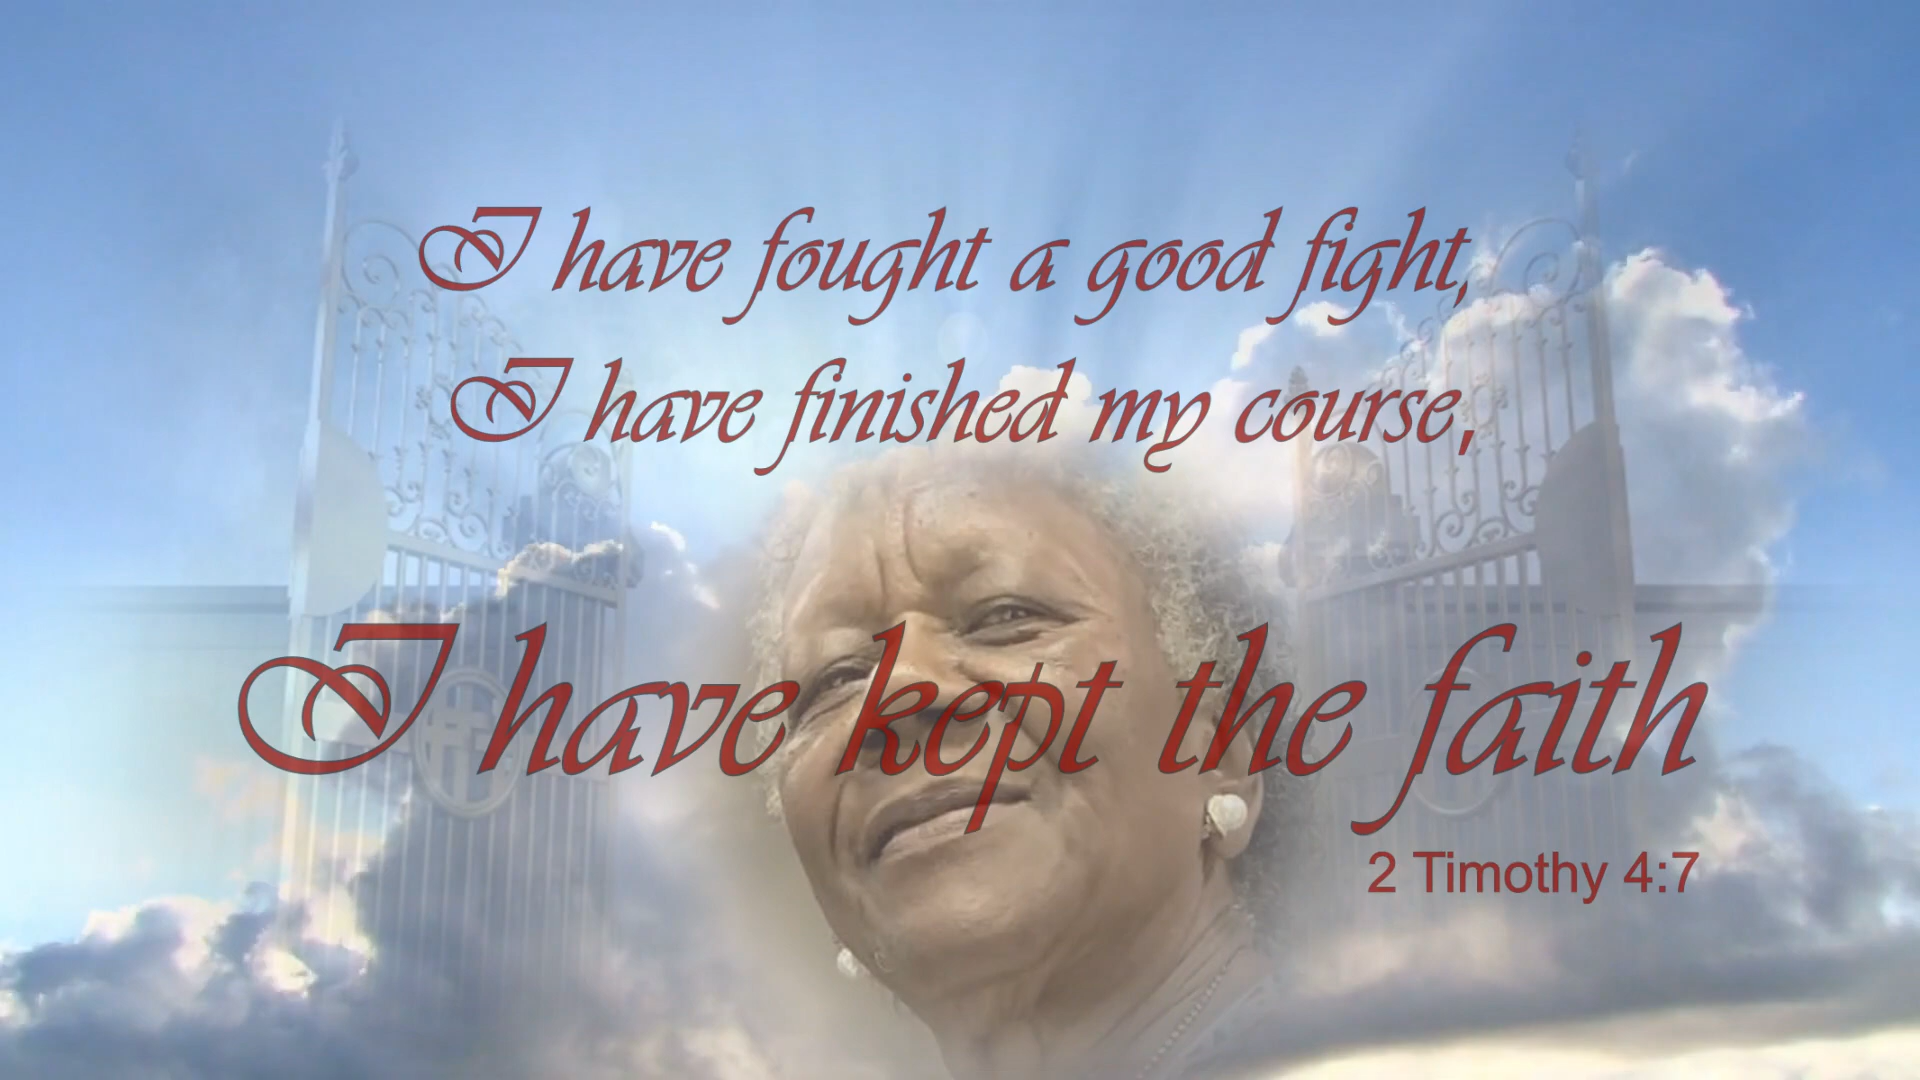 I have fought a good fight,
I have finished my course,
I have kept the faith
2 Timothy 4:7